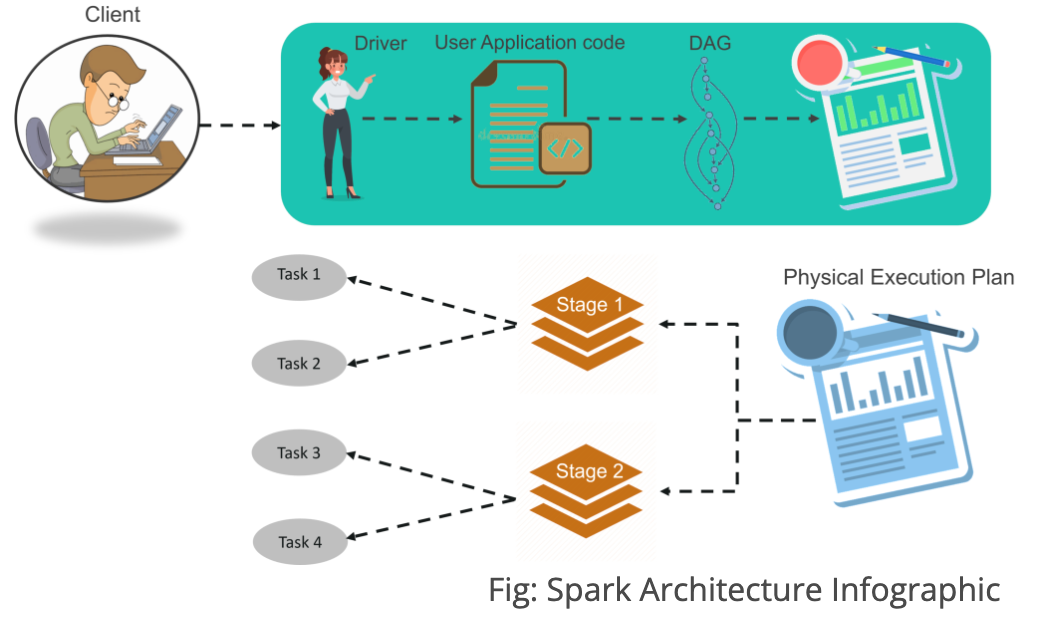 Client
Driver
User Application code
DAG
</>
Physical Execution Plan
Task 1
Stage 1
Task 2
Task 3
Stage 2
Task 4
Fig: Spark Architecture Infographic